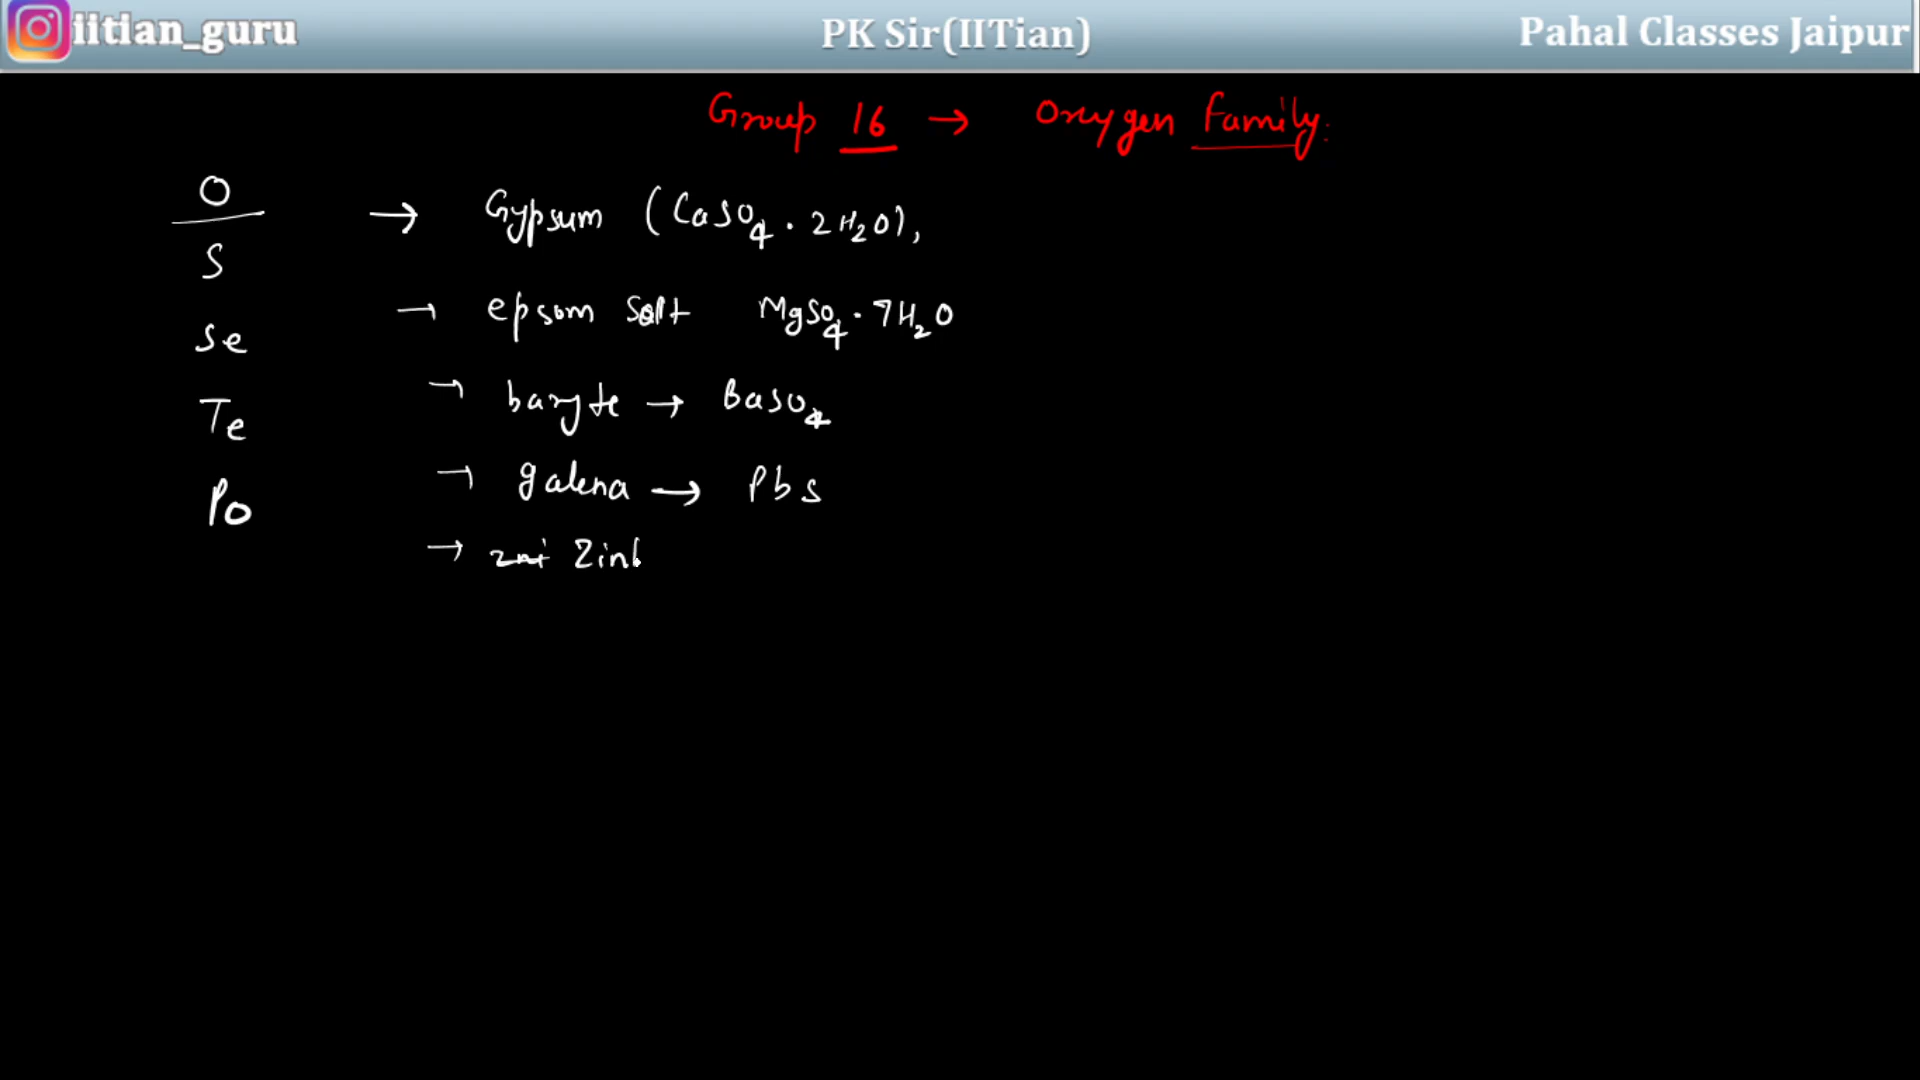 iitian_guru PK Sir(IITian) Pahal Classes Jaipur
Group 16 → Oxygen Family.
O → Gypsum (CaSO4 · 2H2O),
S
→ epsom Salt MgSO4 · 7H2O
Se
→ baryte → BaSO4
Te
→ galena → PbS
Po
→ Zin